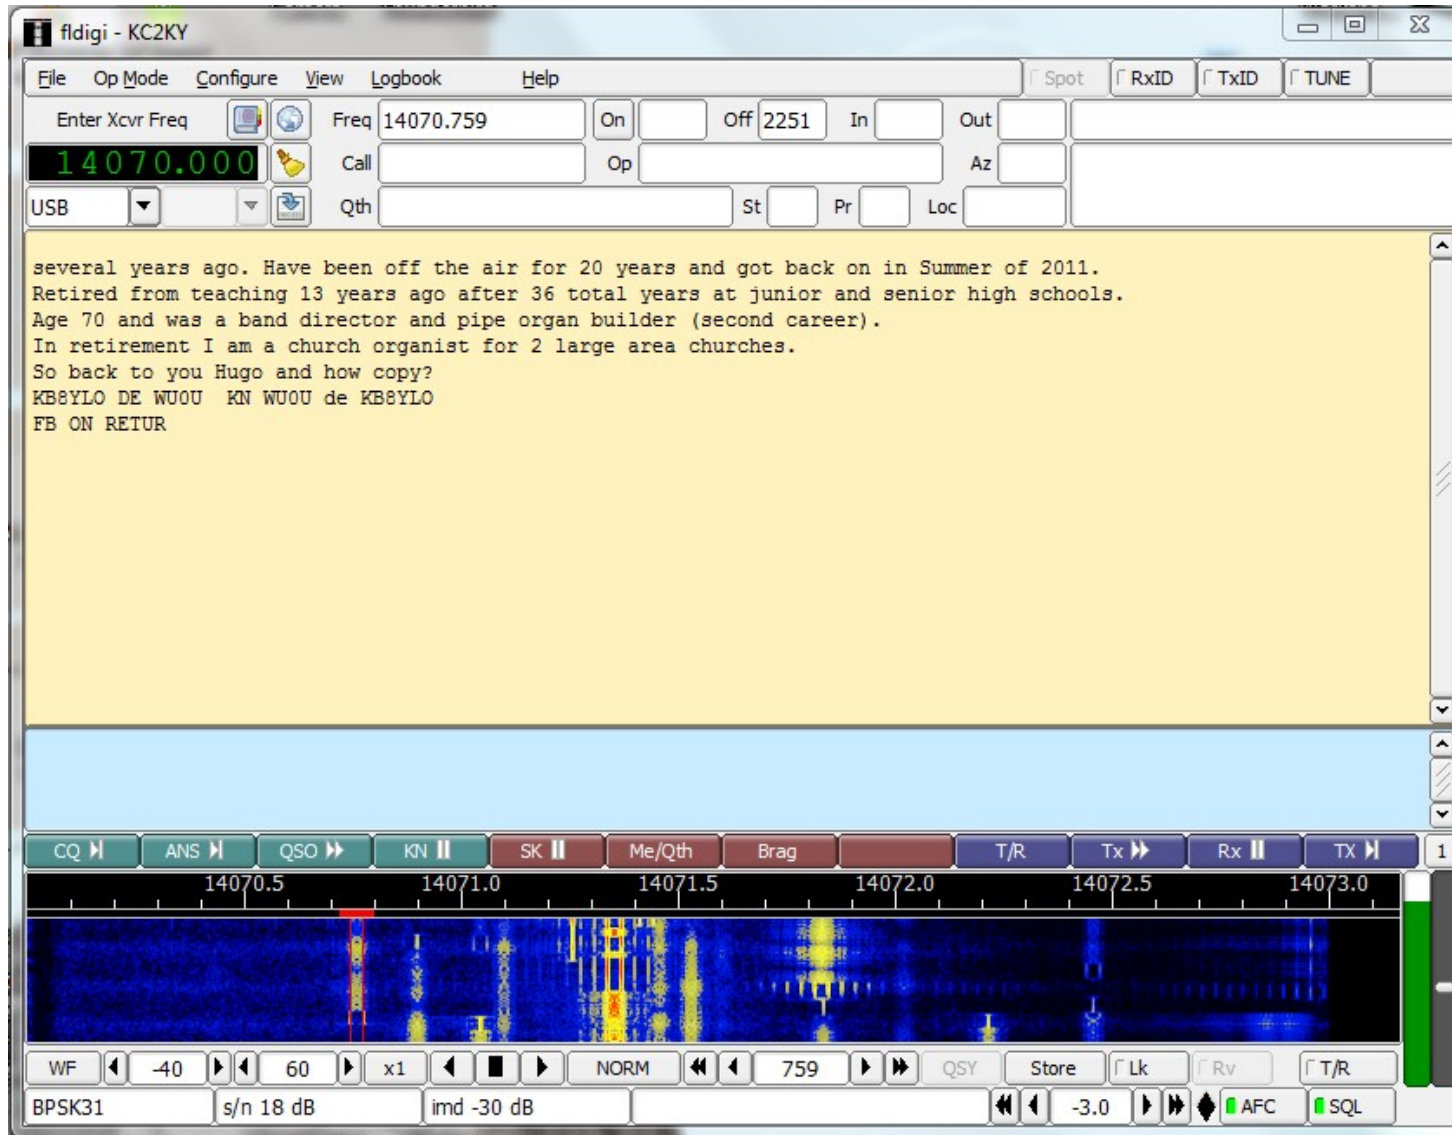 fldigi - KC2KY
File Op Mode Configure View Logbook Help Spot RxID TxID TUNE
Enter Xcvr Freq Freq 14070.759 On Off 2251 In Out
14070.000 Call Op Az
USB Qth St Pr Loc
several years ago. Have been off the air for 20 years and got back on in Summer of 2011.
Retired from teaching 13 years ago after 36 total years at junior and senior high schools.
Age 70 and was a band director and pipe organ builder (second career).
In retirement I am a church organist for 2 large area churches.
So back to you Hugo and how copy?
KB8YLO DE WU0U  KN WU0U de KB8YLO
FB ON RETUR
CQ ANS QSO KN SK Me/Qth Brag T/R Tx Rx TX 1
14070.5 14071.0 14071.5 14072.0 14072.5 14073.0
WF -40 60 x1 NORM 759 QSY Store Lk Rv T/R
BPSK31 s/n 18 dB imd -30 dB -3.0 AFC SQL